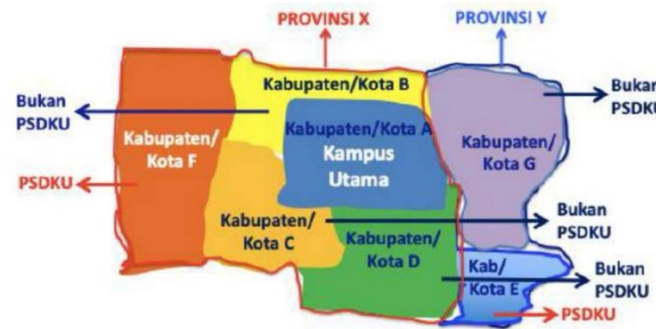 PROVINSI X
PROVINSI Y
Kabupaten/Kota B
Bukan
PSDKU
Bukan
PSDKU
Kabupaten/Kota A
Kampus
Utama
Kabupaten/
Kota F
Kabupaten/
Kota G
PSDKU
Kabupaten/
Kota C
Kabupaten/
Kota D
Bukan
PSDKU
Kab/
Kota E
Bukan
PSDKU
PSDKU